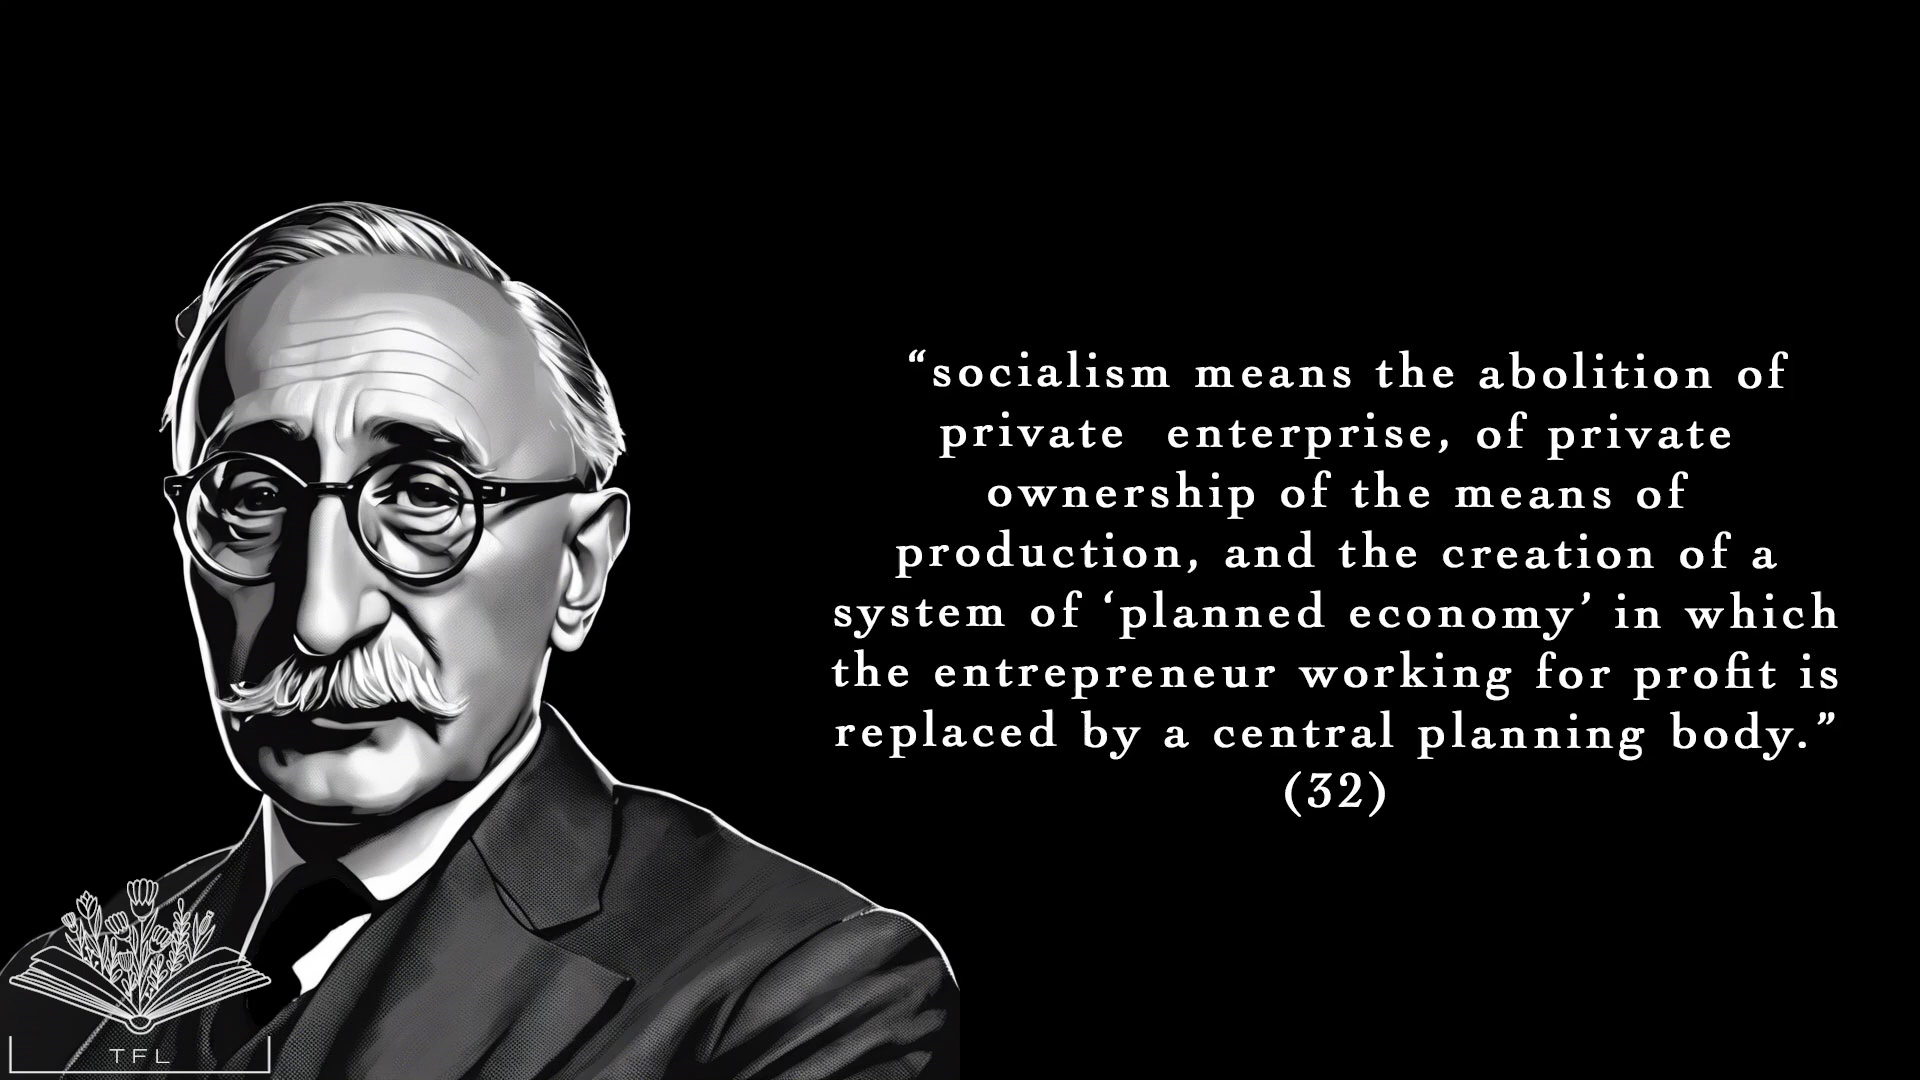 “socialism means the abolition of
private  enterprise, of private
ownership of the means of
production, and the creation of a
system of ‘planned economy’ in which
the entrepreneur working for profit is
replaced by a central planning body.”
(32)
TFL